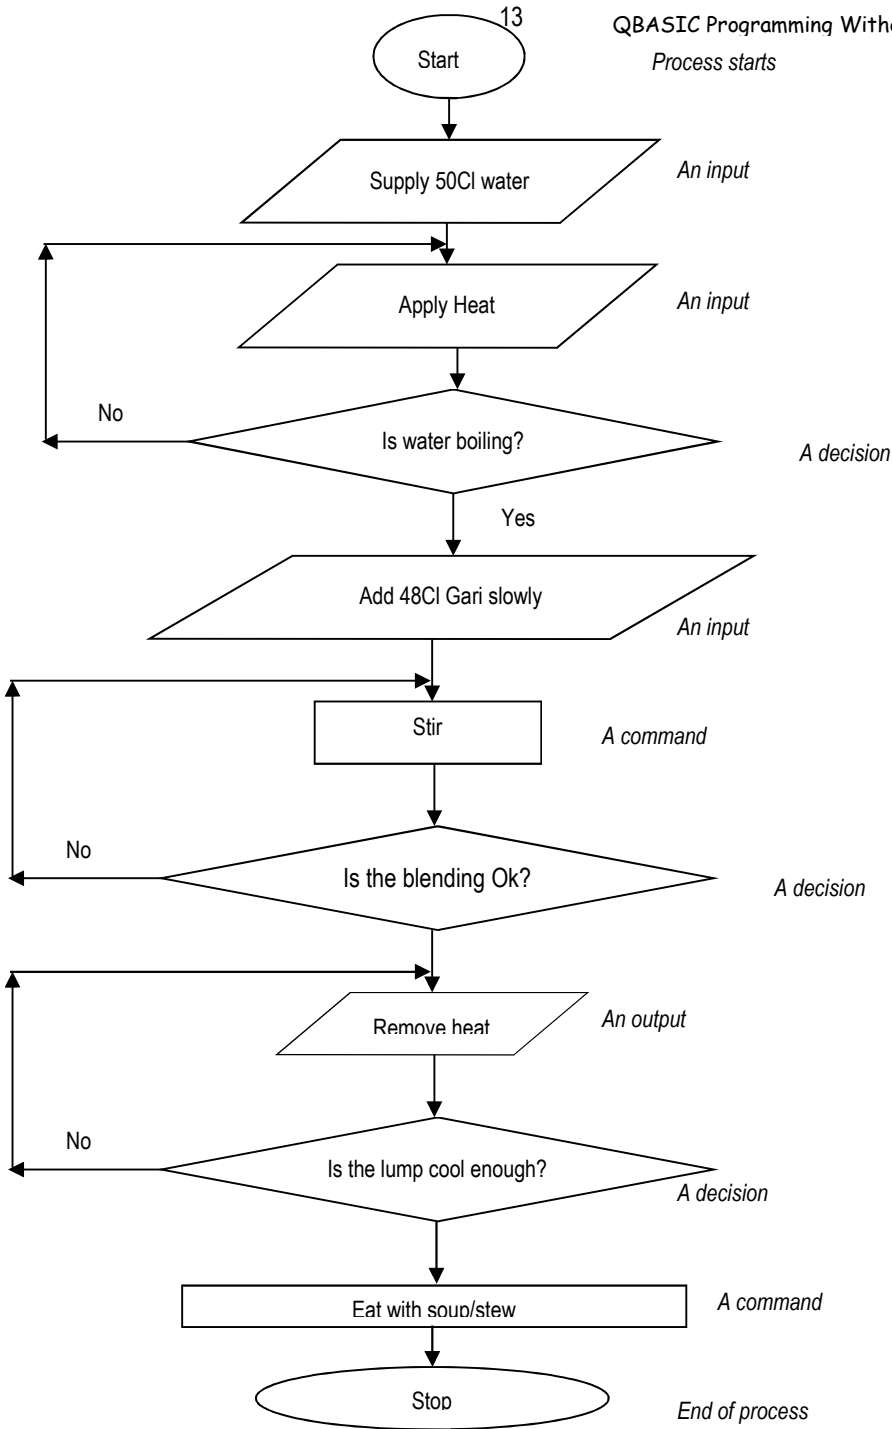 13
QBASIC Programming Witho
Start
Process starts
Supply 50Cl water
An input
Apply Heat
An input
No
Is water boiling?
A decision
Yes
Add 48Cl Gari slowly
An input
Stir
A command
No
Is the blending Ok?
A decision
Remove heat
An output
No
Is the lump cool enough?
A decision
Eat with soup/stew
A command
Stop
End of process